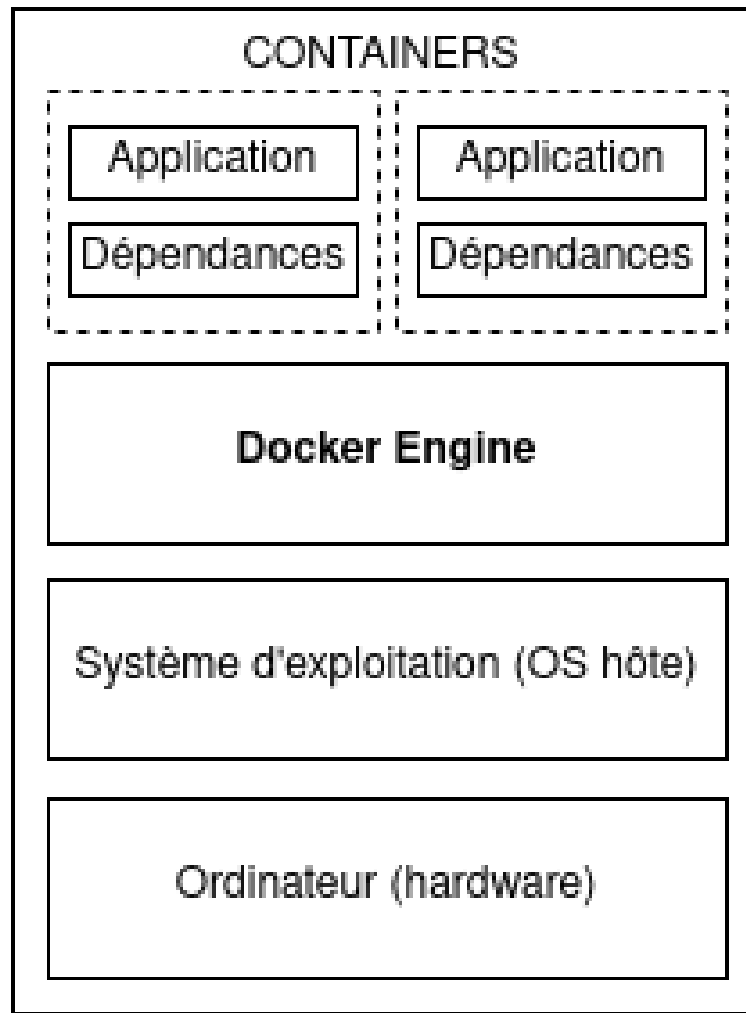 CONTAINERS
Application
Dépendances
Application
Dépendances
Docker Engine
Système d'exploitation (OS hôte)
Ordinateur (hardware)